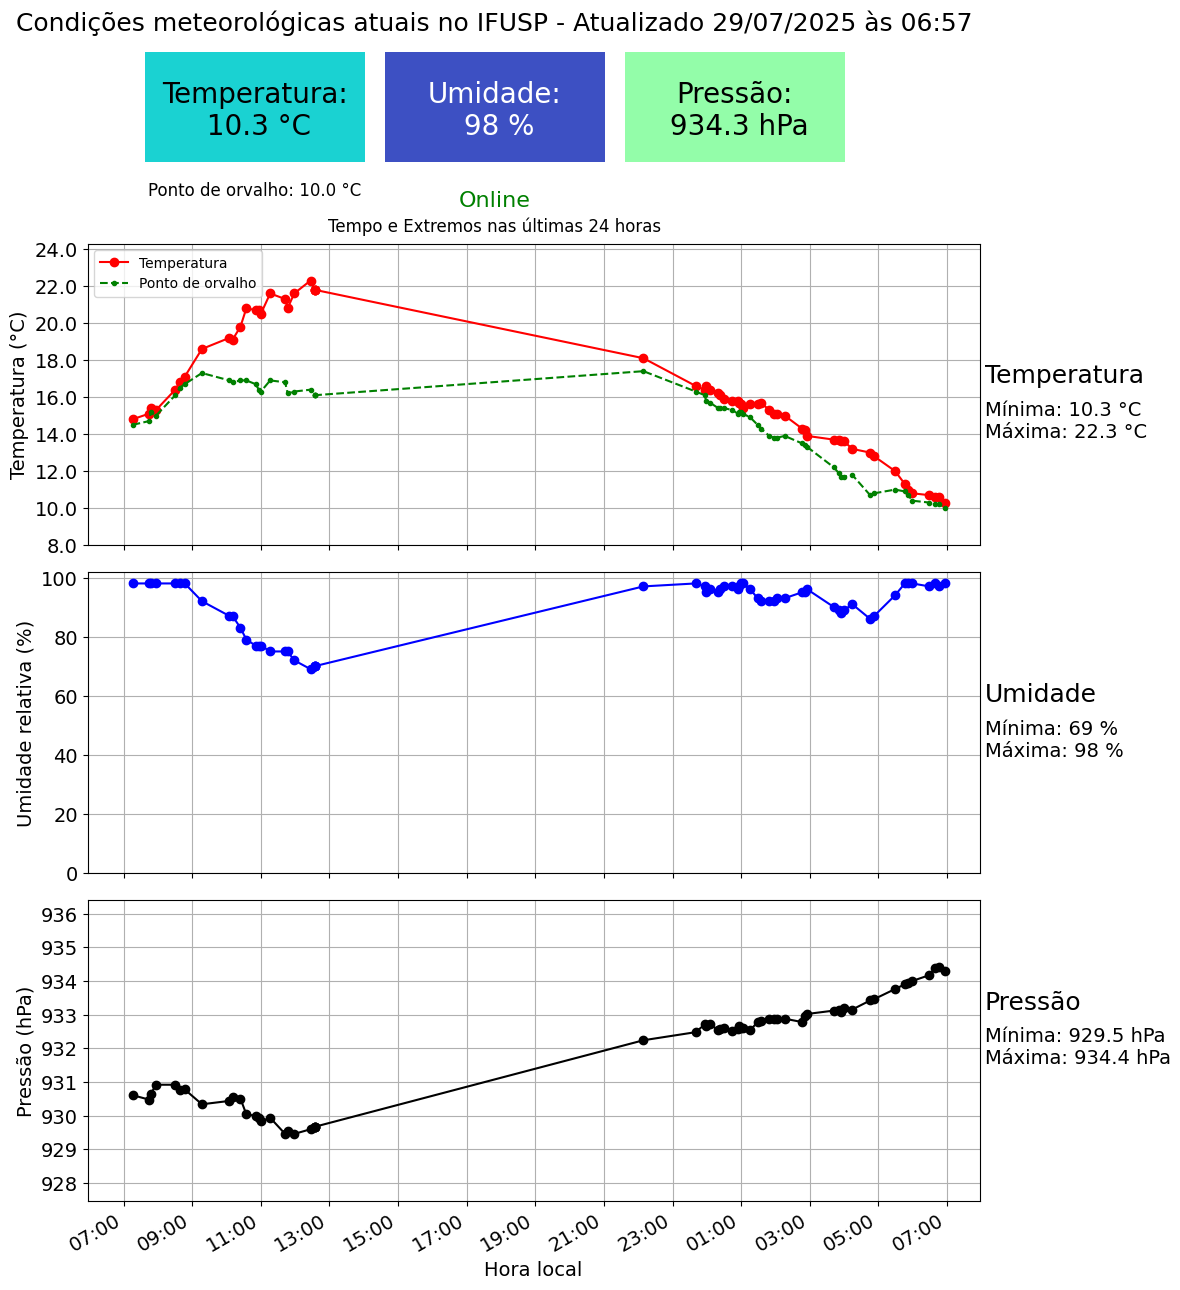 Condições meteorológicas atuais no IFUSP - Atualizado 29/07/2025 às 06:57
Temperatura:
10.3 °C
Umidade:
98 %
Pressão:
934.3 hPa
Ponto de orvalho: 10.0 °C
Online
Tempo e Extremos nas últimas 24 horas
Temperatura (°C)
24.0
22.0
20.0
18.0
16.0
14.0
12.0
10.0
8.0
Temperatura
Ponto de orvalho
Temperatura
Mínima: 10.3 °C
Máxima: 22.3 °C
Umidade relativa (%)
100
80
60
40
20
0
Umidade
Mínima: 69 %
Máxima: 98 %
Pressão (hPa)
936
935
934
933
932
931
930
929
928
Pressão
Mínima: 929.5 hPa
Máxima: 934.4 hPa
07:00
09:00
11:00
13:00
15:00
17:00
19:00
21:00
23:00
01:00
03:00
05:00
07:00
Hora local